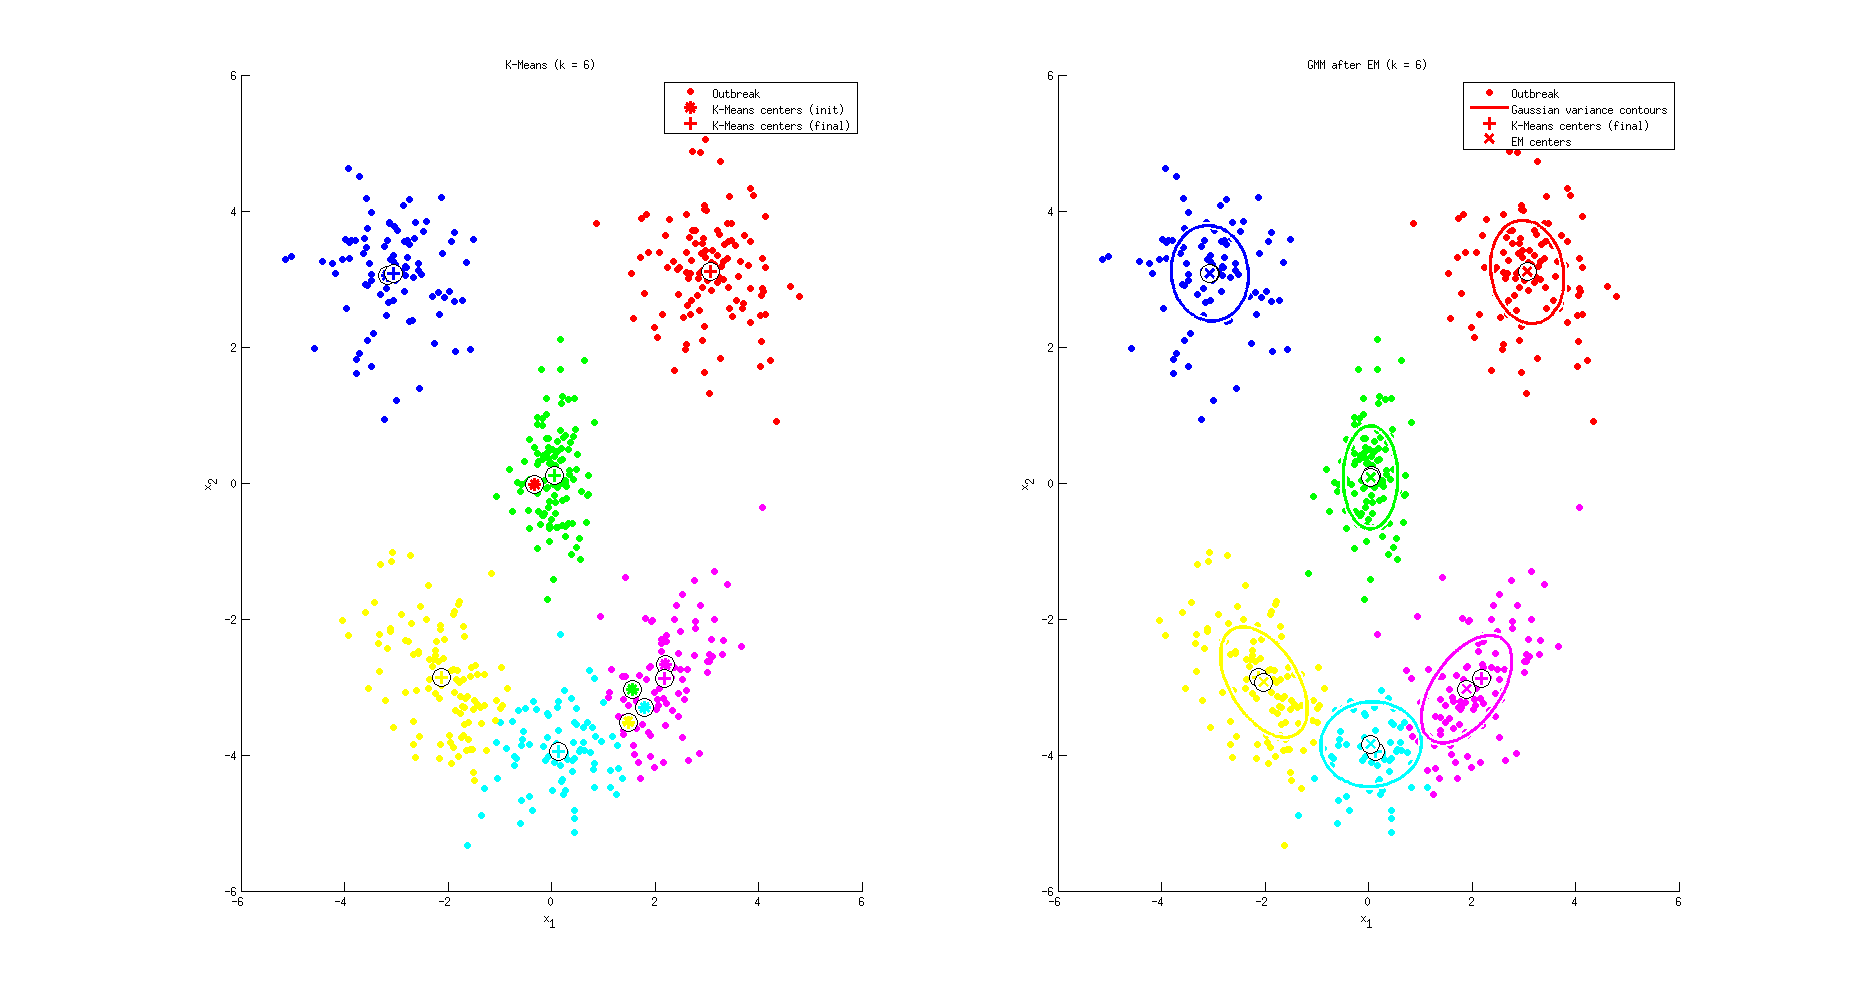 K-Means (k = 6)
Outbreak
K-Means centers (init)
K-Means centers (final)
6
4
2
0
-2
-4
-6
x2
-6
-4
-2
0
2
4
6
x1
GMM after EM (k = 6)
Outbreak
Gaussian variance contours
K-Means centers (final)
EM centers
6
4
2
0
-2
-4
-6
x2
-6
-4
-2
0
2
4
6
x1